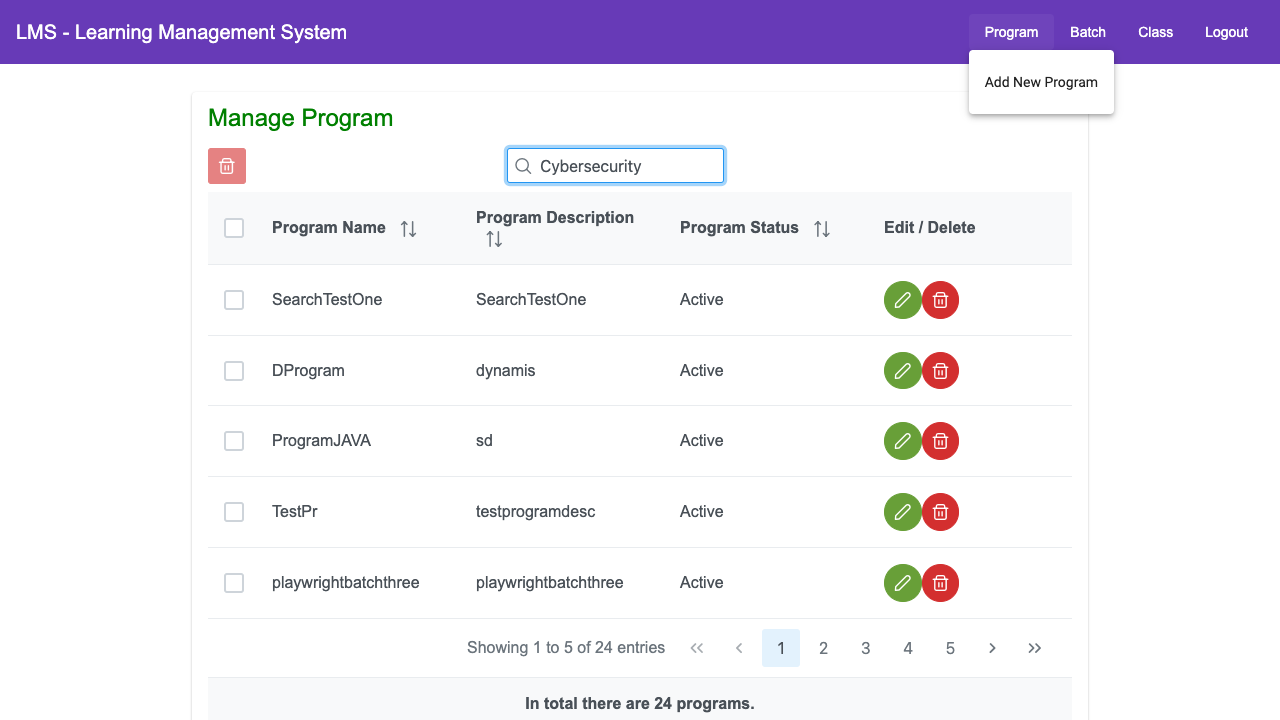 LMS - Learning Management System
Program Batch Class Logout
Add New Program
Manage Program
Cybersecurity
Program Name Program Description Program Status Edit / Delete
SearchTestOne SearchTestOne Active
DProgram dynamis Active
ProgramJAVA sd Active
TestPr testprogramdesc Active
playwrightbatchthree playwrightbatchthree Active
Showing 1 to 5 of 24 entries 1 2 3 4 5
In total there are 24 programs.